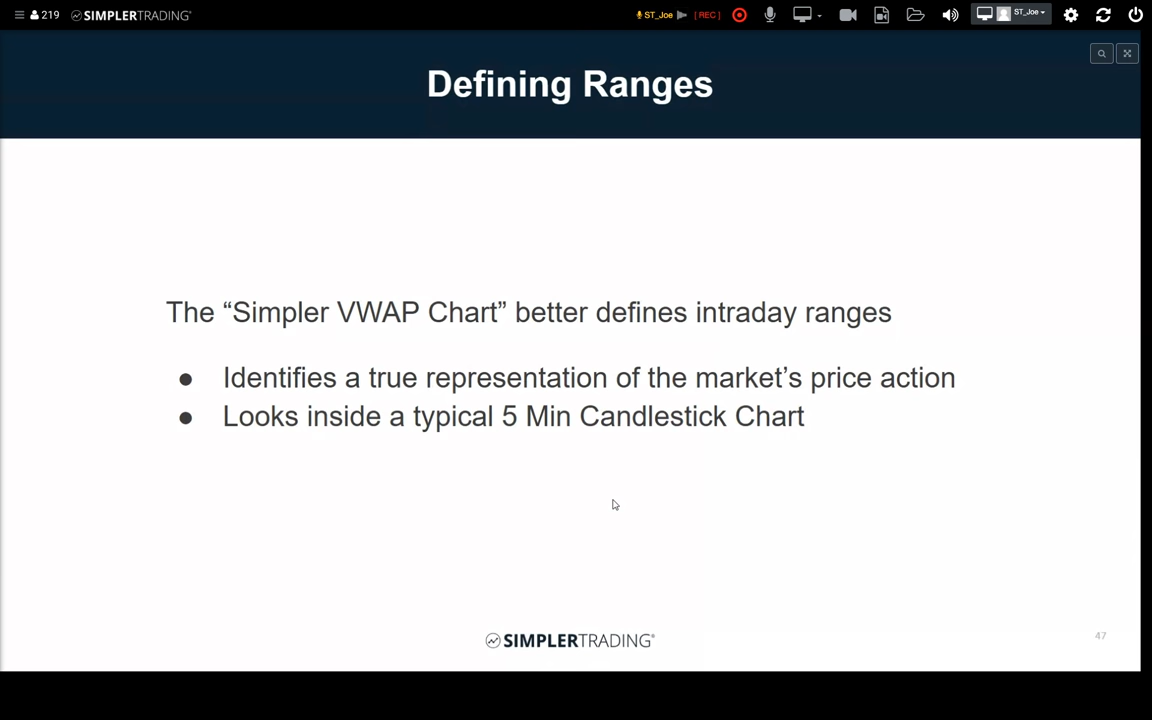 219 SIMPLERTRADING® ST_Joe [ REC ] ST_Joe
Defining Ranges
The “Simpler VWAP Chart” better defines intraday ranges
● Identifies a true representation of the market’s price action
● Looks inside a typical 5 Min Candlestick Chart
SIMPLERTRADING®
47